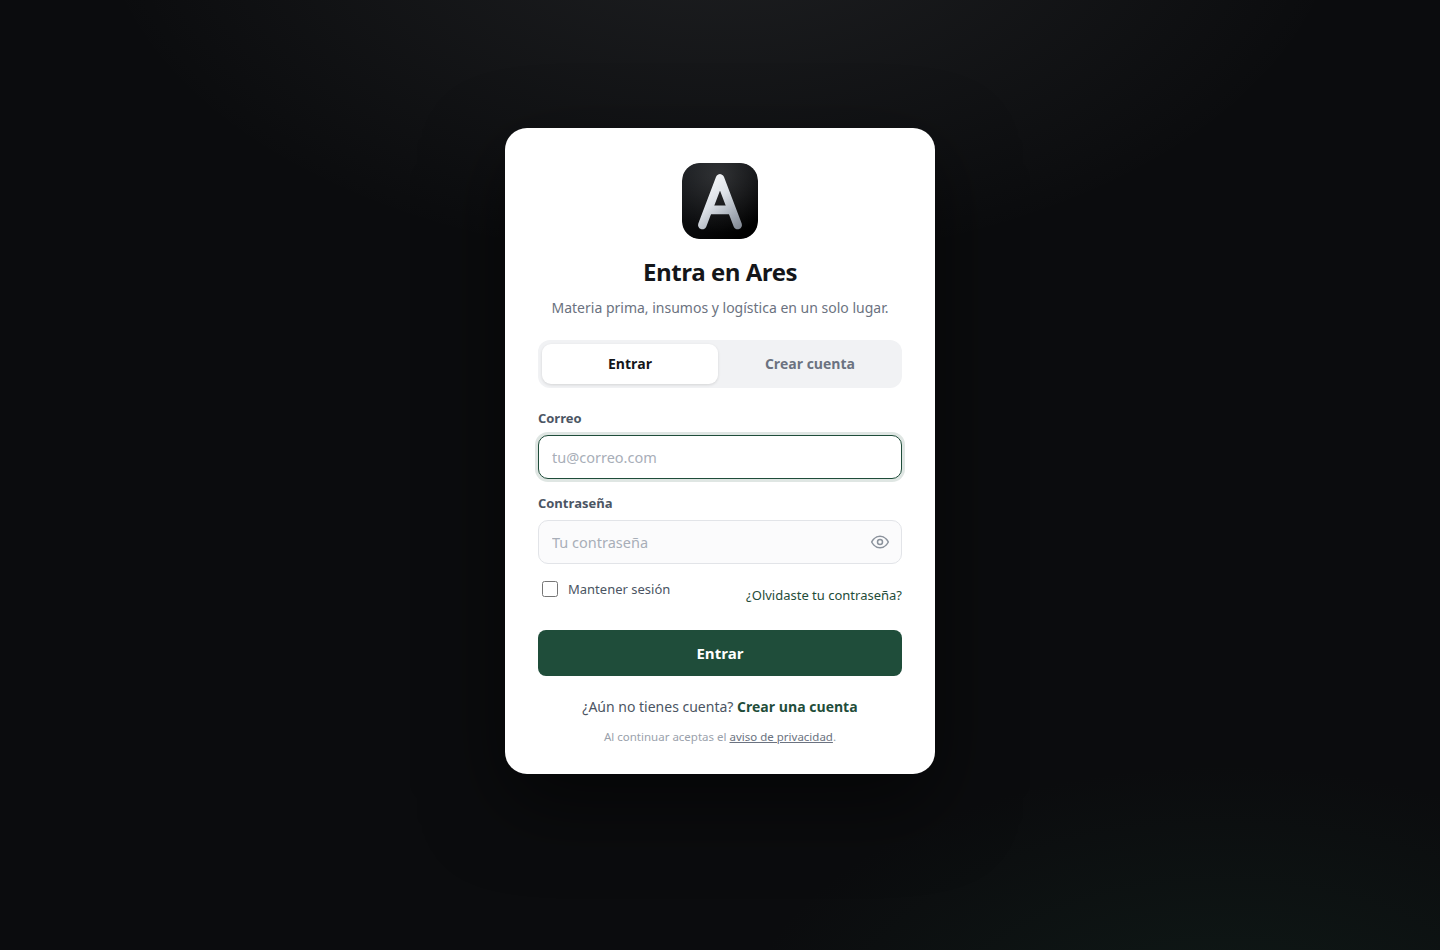 A
Entra en Ares
Materia prima, insumos y logística en un solo lugar.
Entrar
Crear cuenta
Correo
tu@correo.com
Contraseña
Tu contraseña
Mantener sesión
¿Olvidaste tu contraseña?
Entrar
¿Aún no tienes cuenta? Crear una cuenta
Al continuar aceptas el aviso de privacidad.